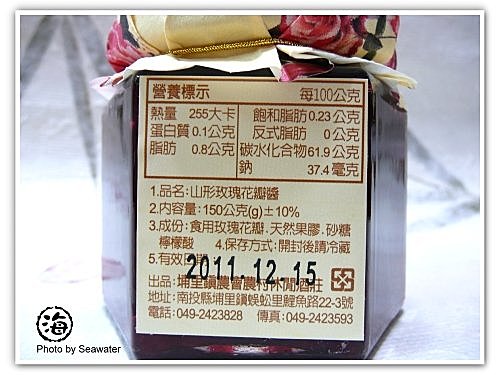 營養標示 每100公克
熱量 255大卡 飽和脂肪 0.23 公克
蛋白質 0.1公克 反式脂肪 0 公克
脂肪 0.8公克 碳水化合物 61.9 公克
鈉 37.4 毫克
1.品名:山形玫瑰花瓣醬
2.內容量:150公克(g)±10%
3.成份:食用玫瑰花瓣.天然果膠.砂糖
檸檬酸 4.保存方式:開封後請冷藏
5.有效
2011.12.15
出品:埔里鎮農會農村休閒酒莊
地址:南投縣埔里鎮蜈蚣里鯉魚路22-3號
電話:049-2423828 傳真:049-2423593
海
Photo by Seawater